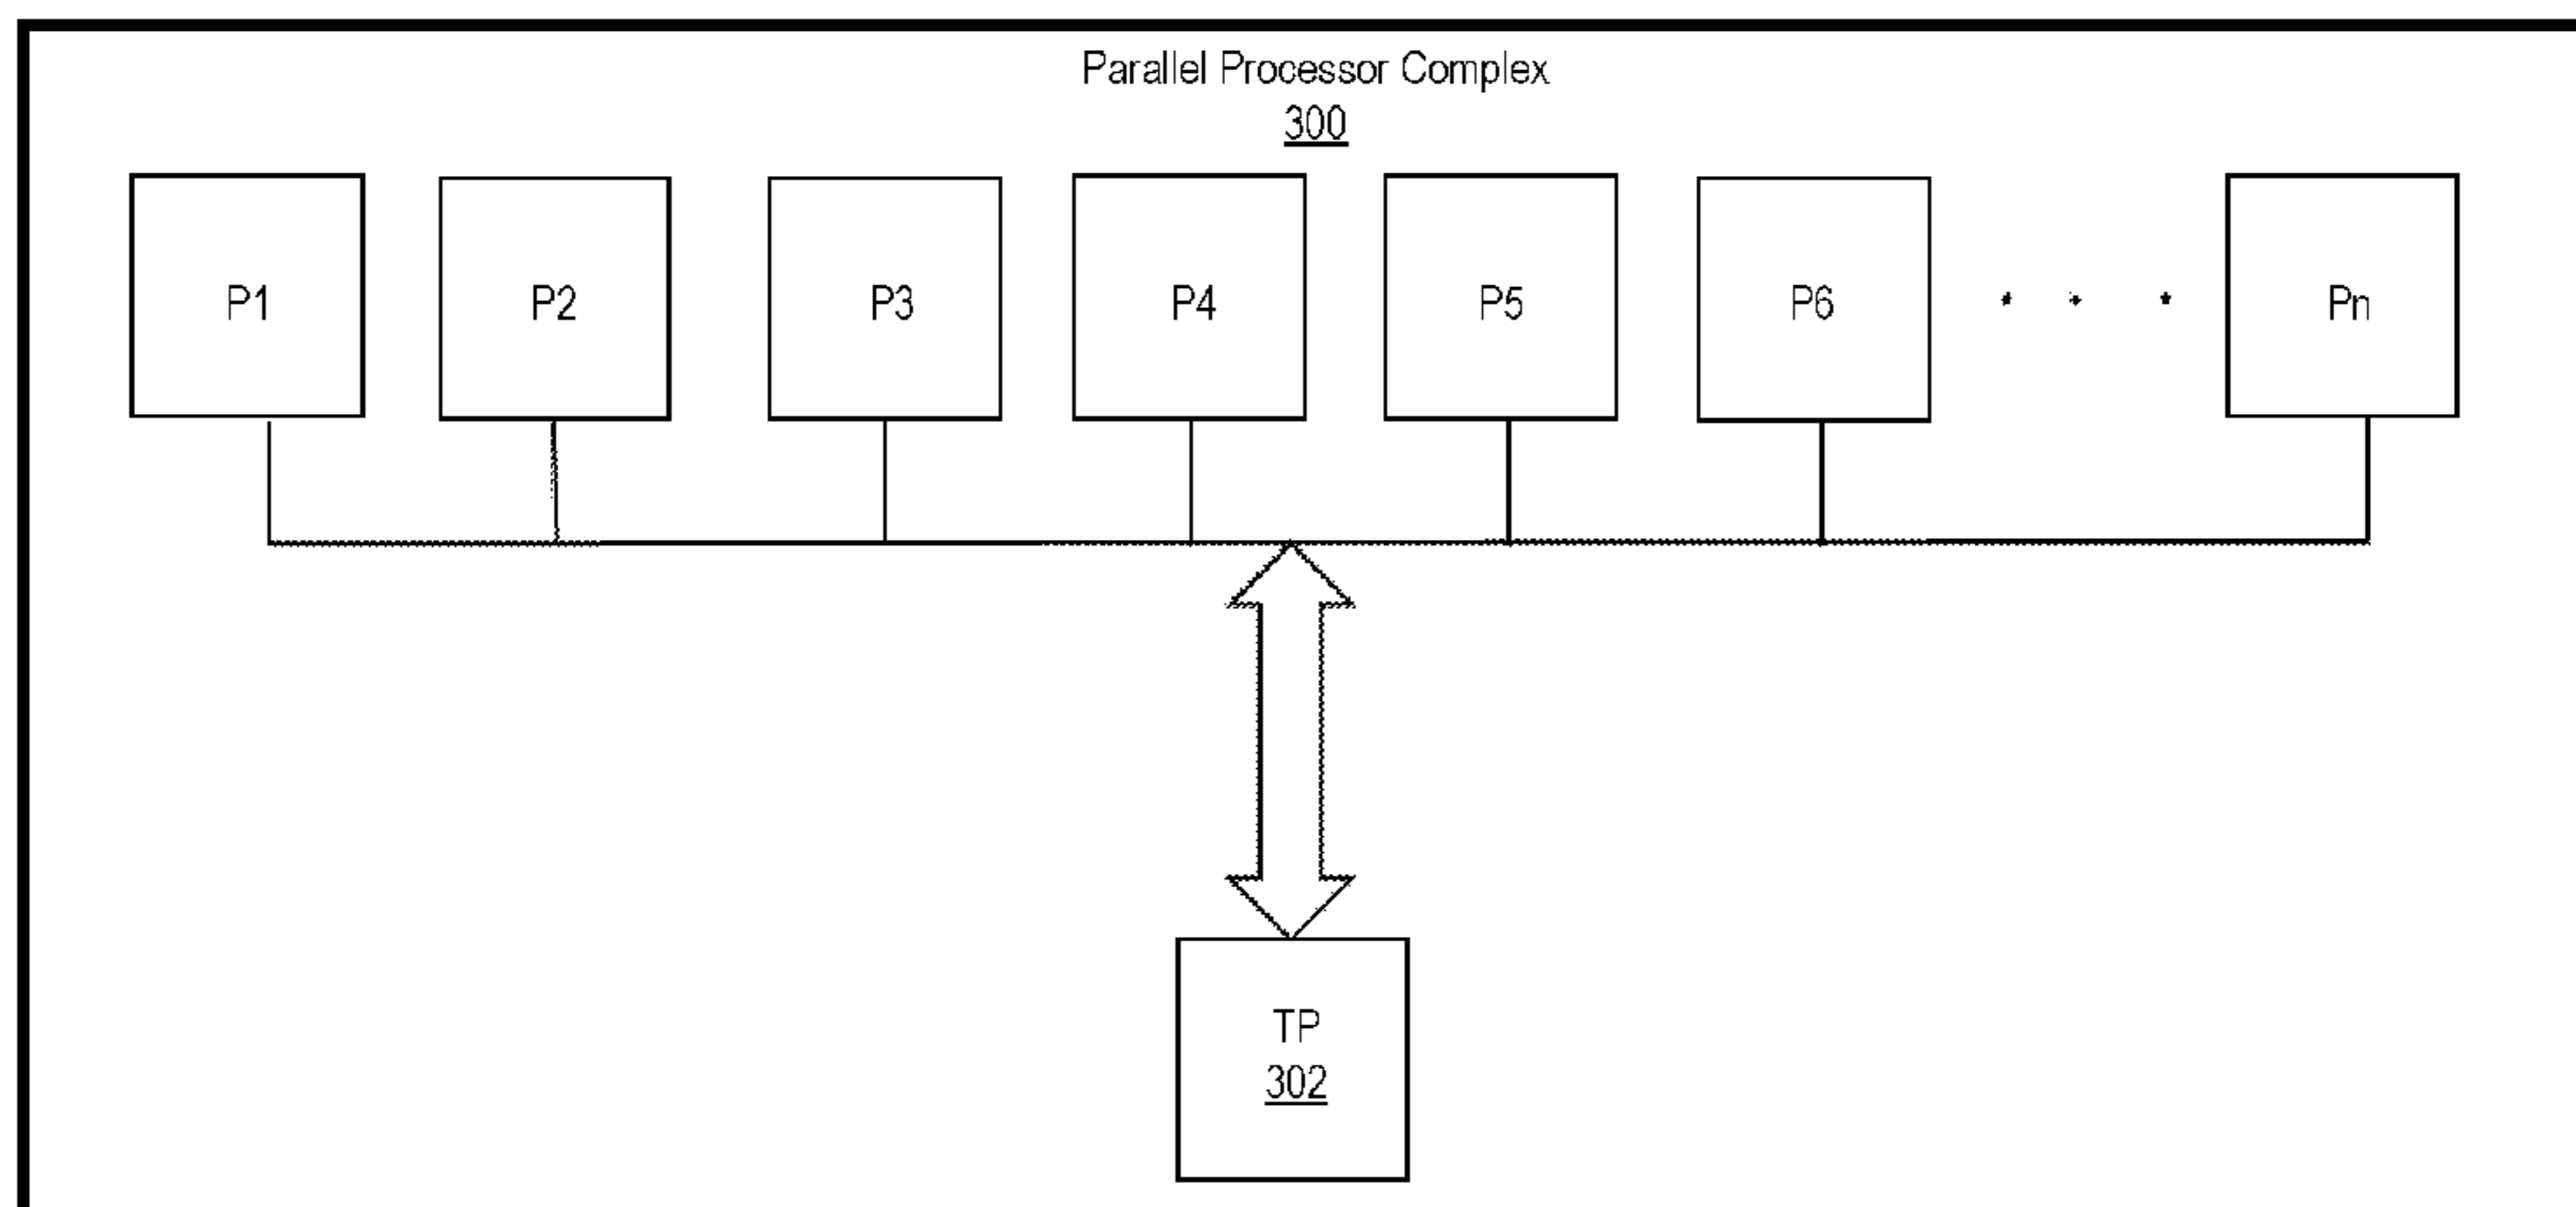 Parallel Processor Complex
300
P1 P2 P3 P4 P5 P6 • • • Pn
TP
302